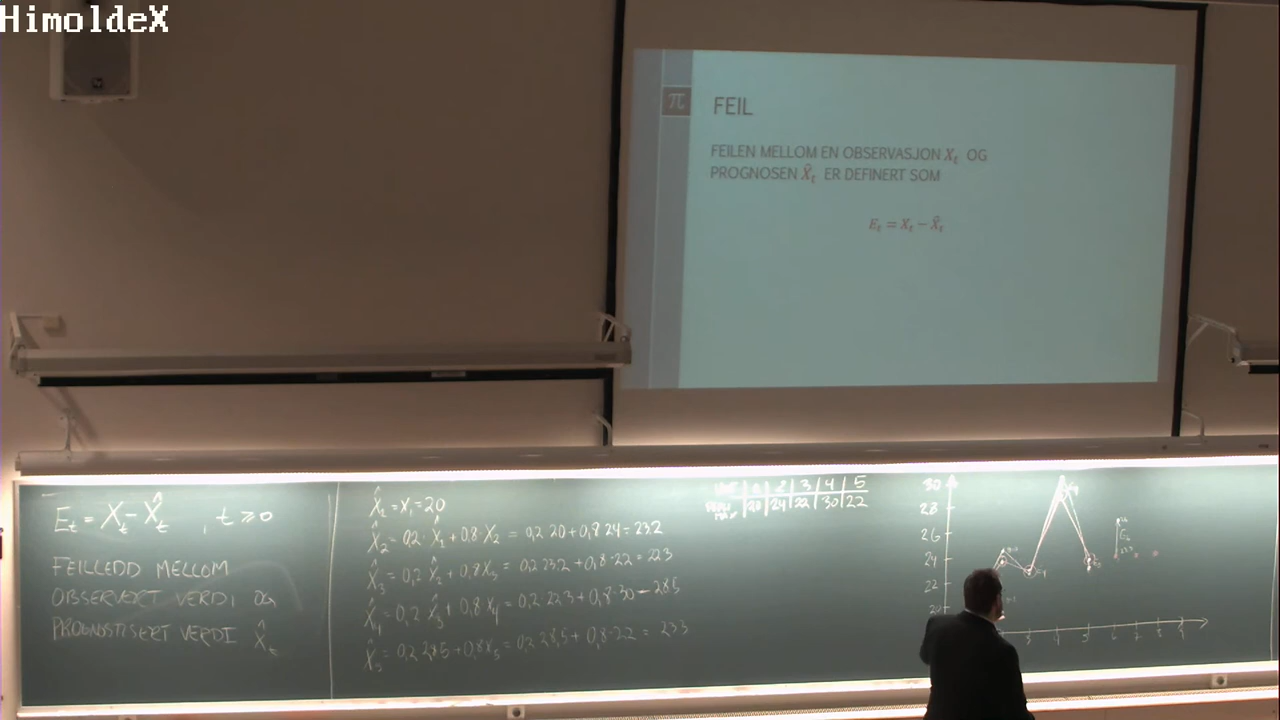 HimoldeX
π FEIL
FEILEN MELLOM EN OBSERVASJON X_t OG
PROGNOSEN X̂_t ER DEFINERT SOM
E_t = X_t − X̂_t
E_t = X_t − X̂_t , t ≥ 0
FEILLEDD MELLOM
OBSERVERT VERDI OG
PROGNOSTISERT VERDI X̂_t
X̂_1 = X_1 = 20
X̂_2 = 0,2 · X̂_1 + 0,8 · X_2 = 0,2 · 20 + 0,8 · 24 = 23,2
X̂_3 = 0,2 X̂_2 + 0,8 X_3 = 0,2 · 23,2 + 0,8 · 22 = 22,3
X̂_4 = 0,2 X̂_3 + 0,8 X_4 = 0,2 · 22,3 + 0,8 · 30 = 28,5
X̂_5 = 0,2 · 28,5 + 0,8 X_5 = 0,2 · 28,5 + 0,8 · 22 = 23,3
1 2 3 4 5
20 24 22 30 22
30
28
26
24
22
20